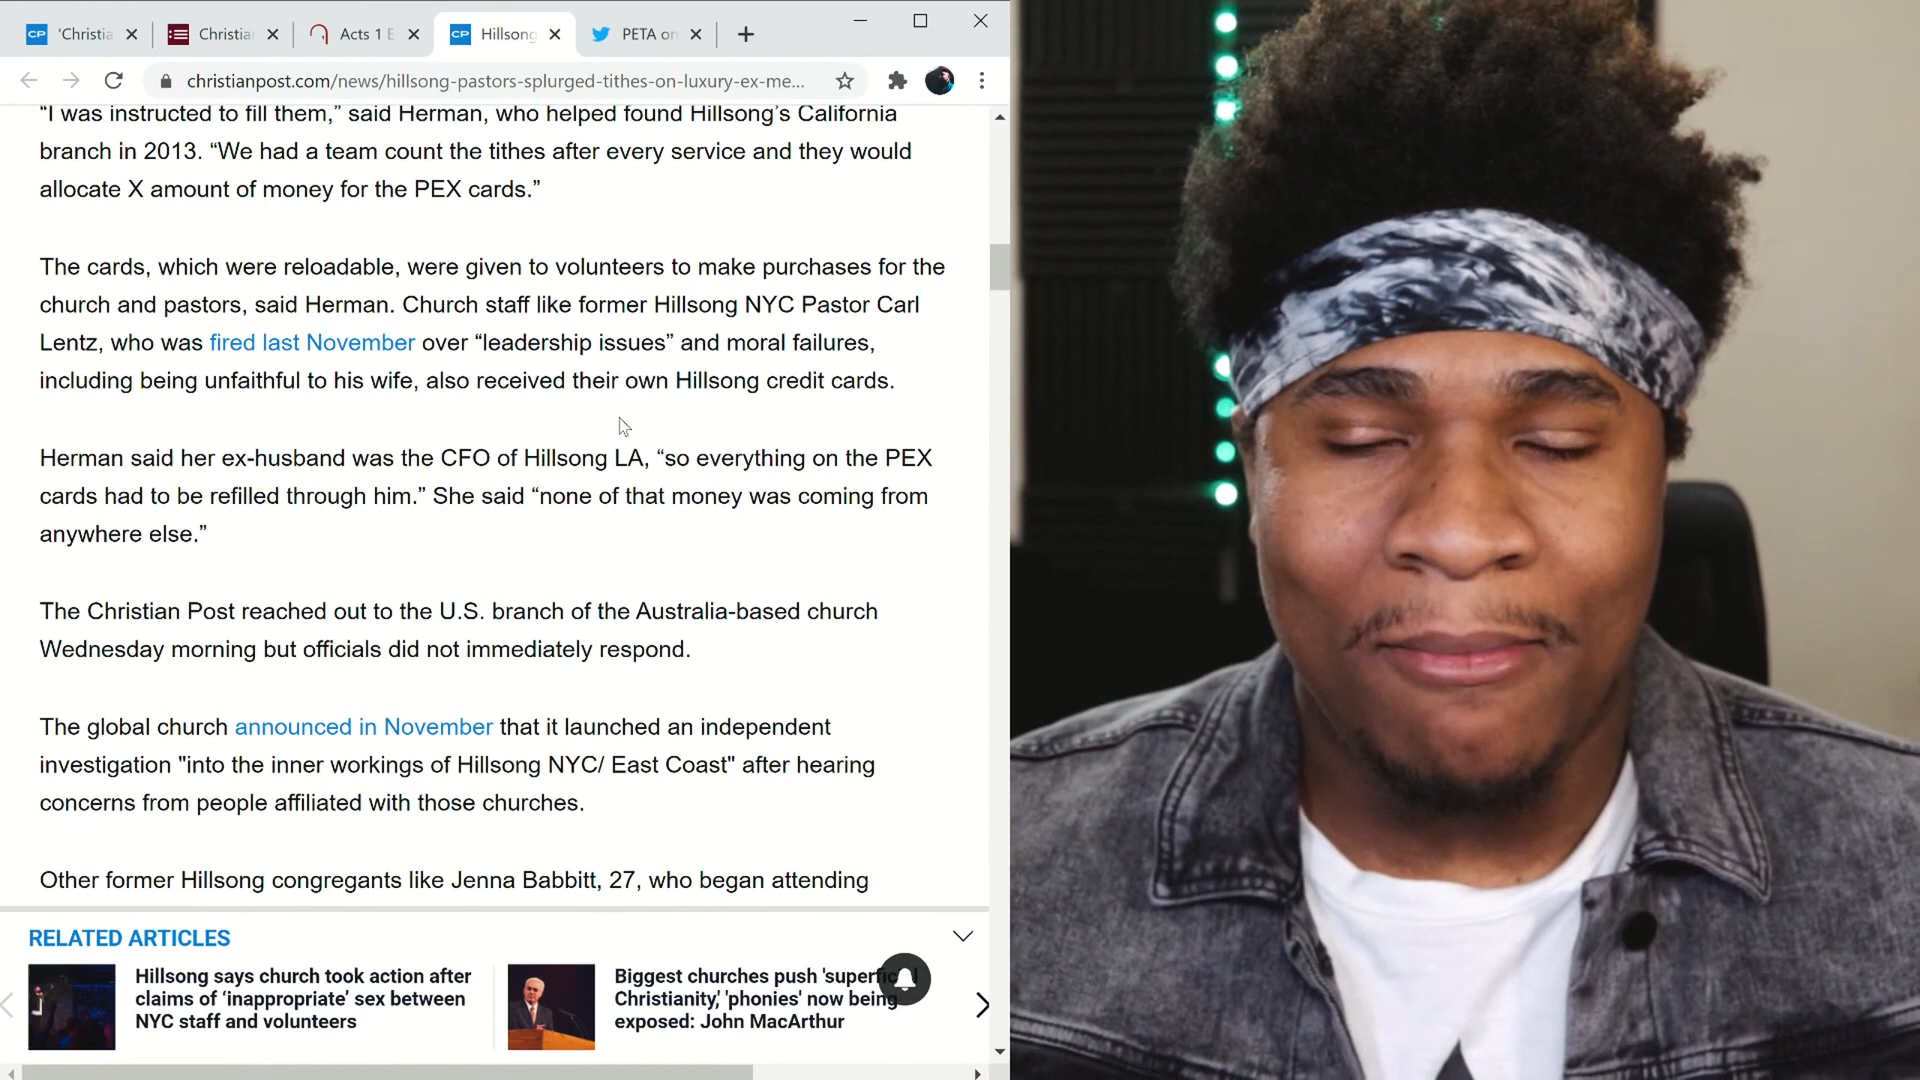 CP 'Christia
Christia
Acts 1 E
CP Hillsong
PETA on
christianpost.com/news/hillsong-pastors-splurged-tithes-on-luxury-ex-me...
“I was instructed to fill them,” said Herman, who helped found Hillsong’s California
branch in 2013. “We had a team count the tithes after every service and they would
allocate X amount of money for the PEX cards.”
The cards, which were reloadable, were given to volunteers to make purchases for the
church and pastors, said Herman. Church staff like former Hillsong NYC Pastor Carl
Lentz, who was fired last November over “leadership issues” and moral failures,
including being unfaithful to his wife, also received their own Hillsong credit cards.
Herman said her ex-husband was the CFO of Hillsong LA, “so everything on the PEX
cards had to be refilled through him.” She said “none of that money was coming from
anywhere else.”
The Christian Post reached out to the U.S. branch of the Australia-based church
Wednesday morning but officials did not immediately respond.
The global church announced in November that it launched an independent
investigation "into the inner workings of Hillsong NYC/ East Coast" after hearing
concerns from people affiliated with those churches.
Other former Hillsong congregants like Jenna Babbitt, 27, who began attending
RELATED ARTICLES
Hillsong says church took action after
claims of ‘inappropriate’ sex between
NYC staff and volunteers
Biggest churches push 'superfic
Christianity,' 'phonies' now being
exposed: John MacArthur